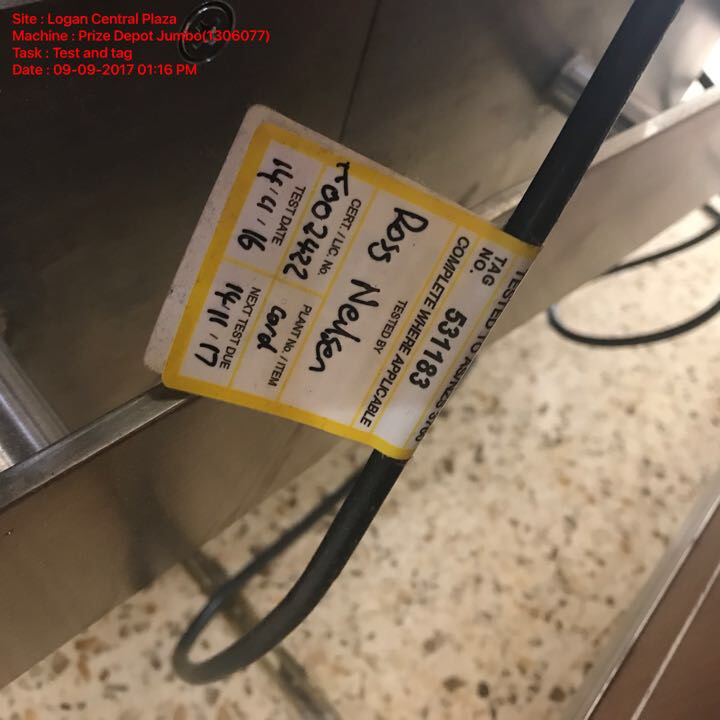 Site : Logan Central Plaza
Machine : Prize Depot Jumbo(1306077)
Task : Test and tag
Date : 09-09-2017 01:16 PM
TAG NO. 531183
COMPLETE WHERE APPLICABLE
TESTED BY
Ross Neilsen
CERT. / LIC. No.
PLANT No. / ITEM
T002422
Cord
TEST DATE
NEXT TEST DUE
14/11/16
14/11/17